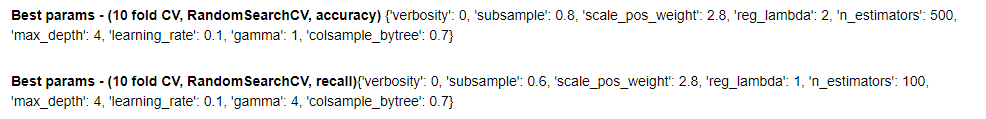 Best params - (10 fold CV, RandomSearchCV, accuracy) {'verbosity': 0, 'subsample': 0.8, 'scale_pos_weight': 2.8, 'reg_lambda': 2, 'n_estimators': 500,
'max_depth': 4, 'learning_rate': 0.1, 'gamma': 1, 'colsample_bytree': 0.7}
Best params - (10 fold CV, RandomSearchCV, recall){'verbosity': 0, 'subsample': 0.6, 'scale_pos_weight': 2.8, 'reg_lambda': 1, 'n_estimators': 100,
'max_depth': 4, 'learning_rate': 0.1, 'gamma': 4, 'colsample_bytree': 0.7}